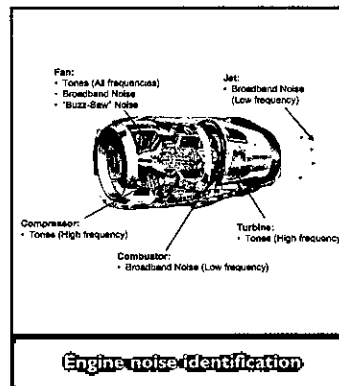 Fan:
• Tones (All frequencies)
• Broadband Noise
• "Buzz-Saw" Noise
Jet:
• Broadband Noise
(Low frequency)
Compressor:
• Tones (High frequency)
Turbine:
• Tones (High frequency
Combustor:
• Broadband Noise (Low frequency)
Engine noise identification